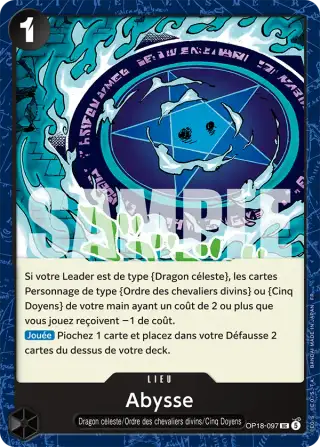 1
SAMPLE
Si votre Leader est de type {Dragon céleste}, les cartes
Personnage de type {Ordre des chevaliers divins} ou {Cinq
Doyens} de votre main ayant un coût de 2 ou plus que
vous jouez reçoivent −1 de coût.
Jouée Piochez 1 carte et placez dans votre Défausse 2
cartes du dessus de votre deck.
LIEU
Abysse
Dragon céleste/Ordre des chevaliers divins/Cinq Doyens
OP18-097 UC 5